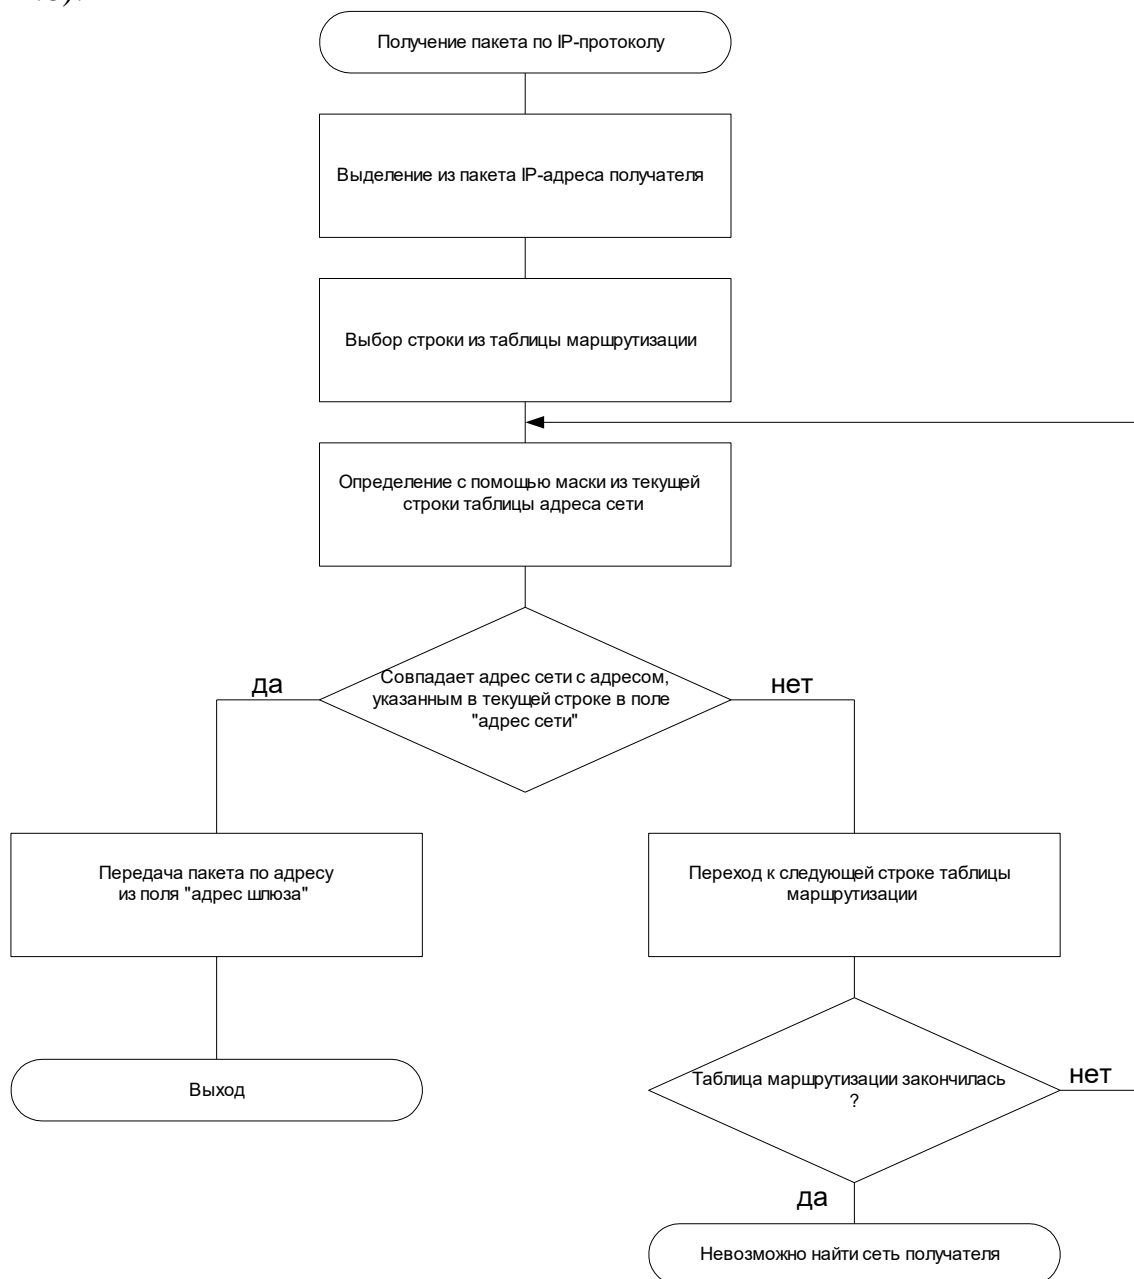 Получение пакета по IP-протоколу
Выделение из пакета IP-адреса получателя
Выбор строки из таблицы маршрутизации
Определение с помощью маски из текущей
строки таблицы адреса сети
Совпадает адрес сети с адресом,
указанным в текущей строке в поле
"адрес сети"
да
нет
Передача пакета по адресу
из поля "адрес шлюза"
Переход к следующей строке таблицы
маршрутизации
Выход
Таблица маршрутизации закончилась
?
нет
да
Невозможно найти сеть получателя